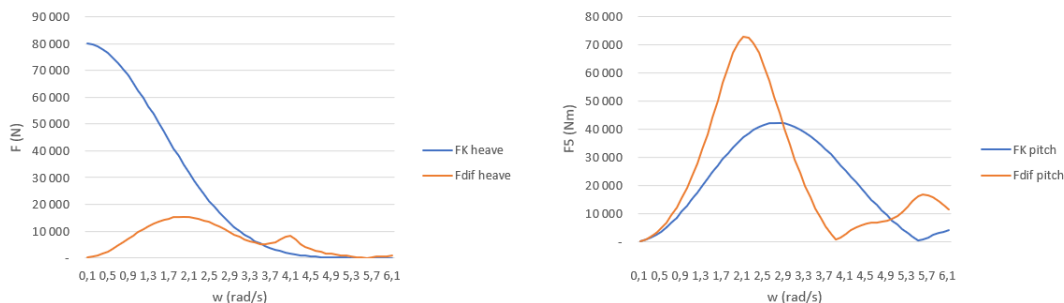 90 000
80 000
70 000
60 000
50 000
40 000
30 000
20 000
10 000
-
F (N)
0,1 0,5 0,9 1,3 1,7 2,1 2,5 2,9 3,3 3,7 4,1 4,5 4,9 5,3 5,7 6,1
w (rad/s)
FK heave
Fdif heave
80 000
70 000
60 000
50 000
40 000
30 000
20 000
10 000
-
F5 (Nm)
0,1 0,5 0,9 1,3 1,7 2,1 2,5 2,9 3,3 3,7 4,1 4,5 4,9 5,3 5,7 6,1
w (rad/s)
FK pitch
Fdif pitch